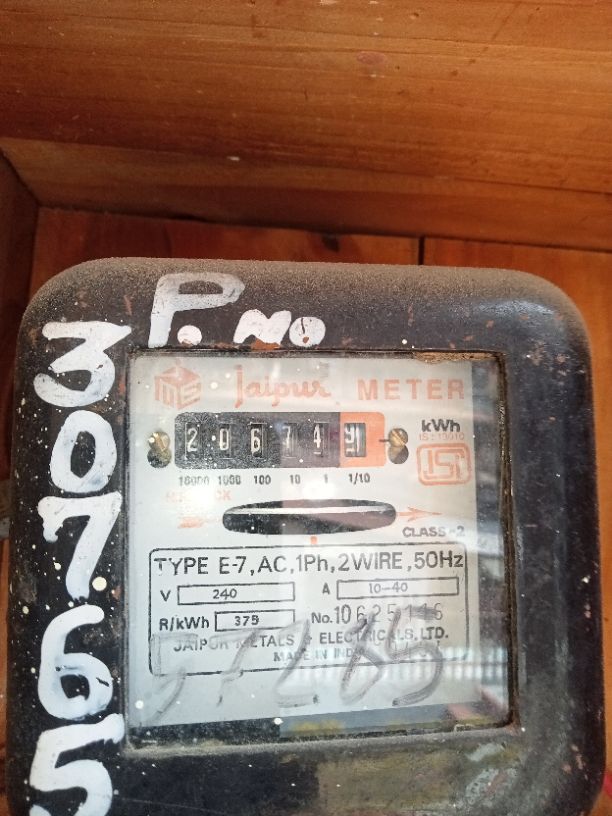 P. No
30765
Jaipur METER
2 0 6 7 4 9
kWh
IS:13010
10000 1000 100 10 1 1/10
CLASS-2
TYPE E-7, AC, 1Ph, 2WIRE, 50Hz
V 240 A 10-40
R/kWh 375 No. 10625146
JAIPUR METALS & ELECTRICALS, LTD.
MADE IN INDIA